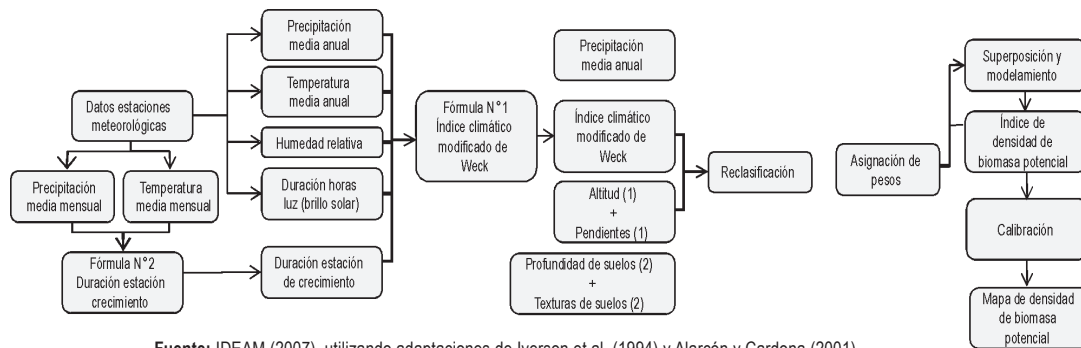 Datos estaciones
meteorológicas
Precipitación
media mensual
Temperatura
media mensual
Fórmula N°2
Duración estación
crecimiento
Precipitación
media anual
Temperatura
media anual
Humedad relativa
Duración horas
luz (brillo solar)
Duración estación
de crecimiento
Fórmula N°1
Índice climático
modificado de
Weck
Precipitación
media anual
Índice climático
modificado de
Weck
Altitud (1)
+
Pendientes (1)
Profundidad de suelos (2)
+
Texturas de suelos (2)
Reclasificación
Asignación de
pesos
Superposición y
modelamiento
Índice de
densidad de
biomasa potencial
Calibración
Mapa de densidad
de biomasa
potencial
Fuente: IDEAM (2007), utilizando adaptaciones de Iverson et al. (1994) y Alarcón y Cardona (2001)